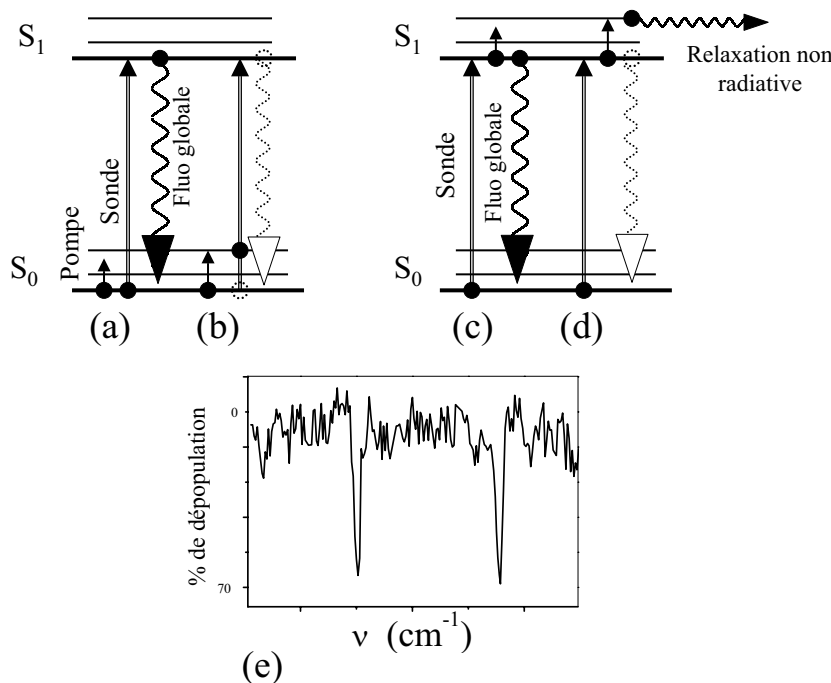 S₁
Pompe
Sonde
Fluo globale
S₀
(a)
(b)
S₁
Relaxation non
radiative
Sonde
Fluo globale
S₀
(c)
(d)
% de dépopulation
0
70
ν (cm⁻¹)
(e)